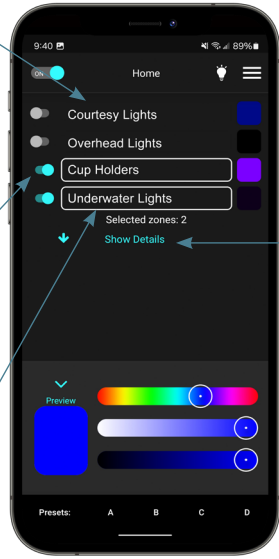 9:40 89%
ON Home
Courtesy Lights
Overhead Lights
Cup Holders
Underwater Lights
Selected zones: 2
Show Details
Preview
Presets: A B C D